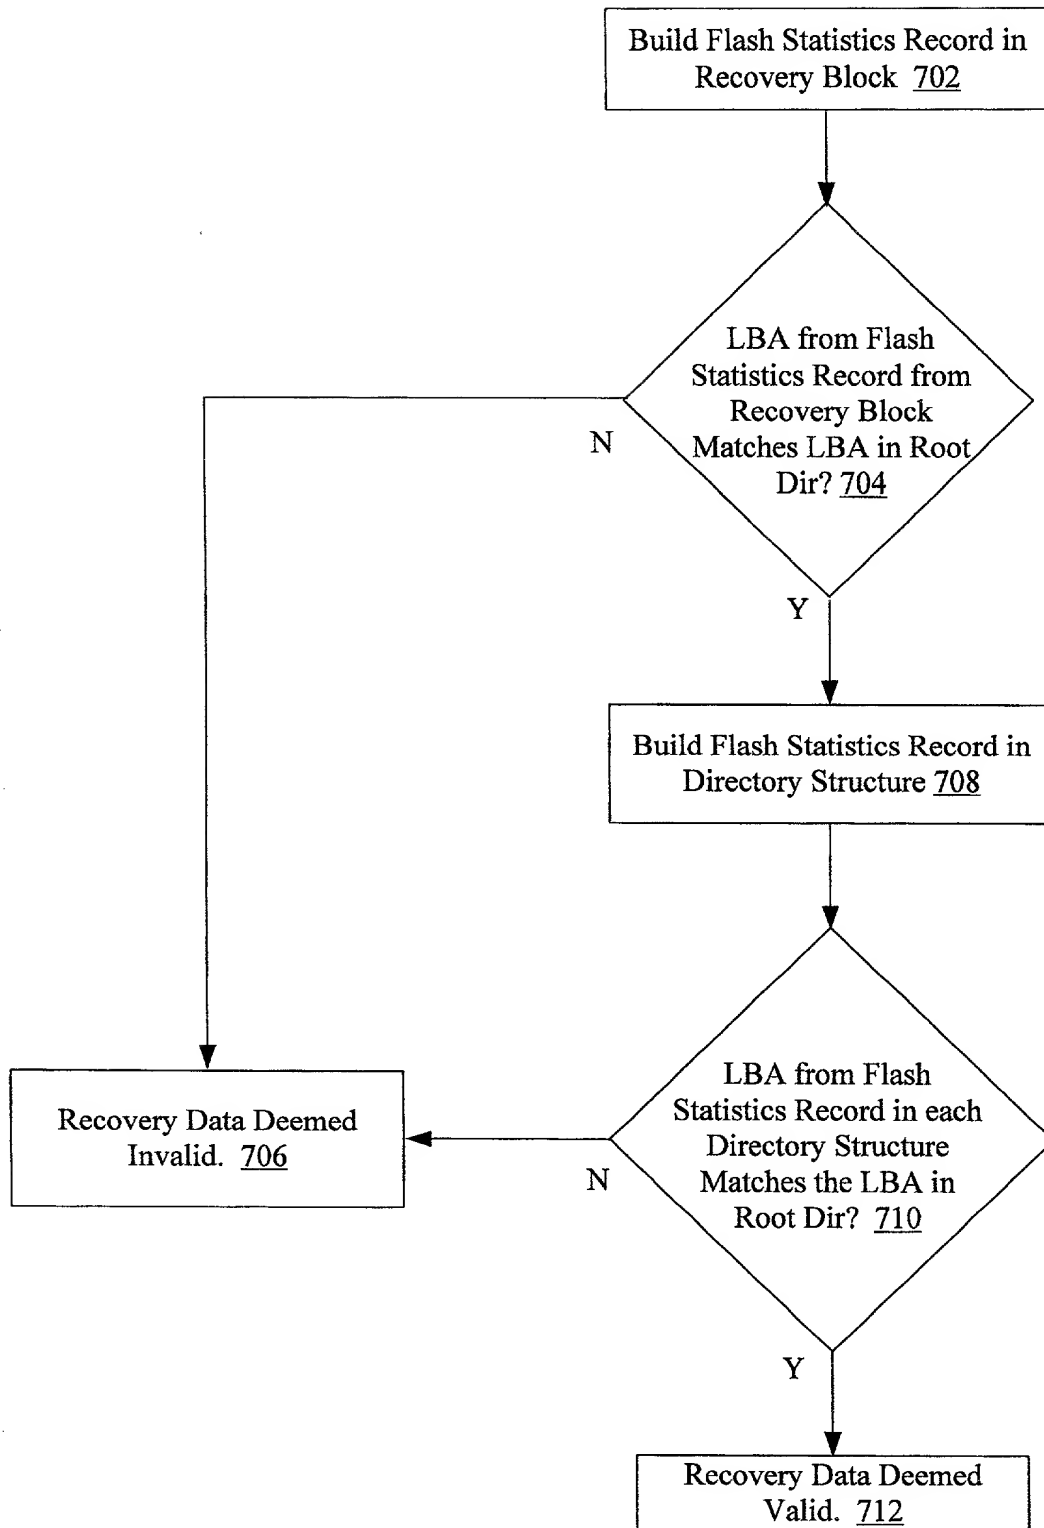 Build Flash Statistics Record in
Recovery Block 702
LBA from Flash
Statistics Record from
Recovery Block
Matches LBA in Root
Dir? 704
N
Y
Build Flash Statistics Record in
Directory Structure 708
LBA from Flash
Statistics Record in each
Directory Structure
Matches the LBA in
Root Dir? 710
N
Recovery Data Deemed
Invalid. 706
Y
Recovery Data Deemed
Valid. 712